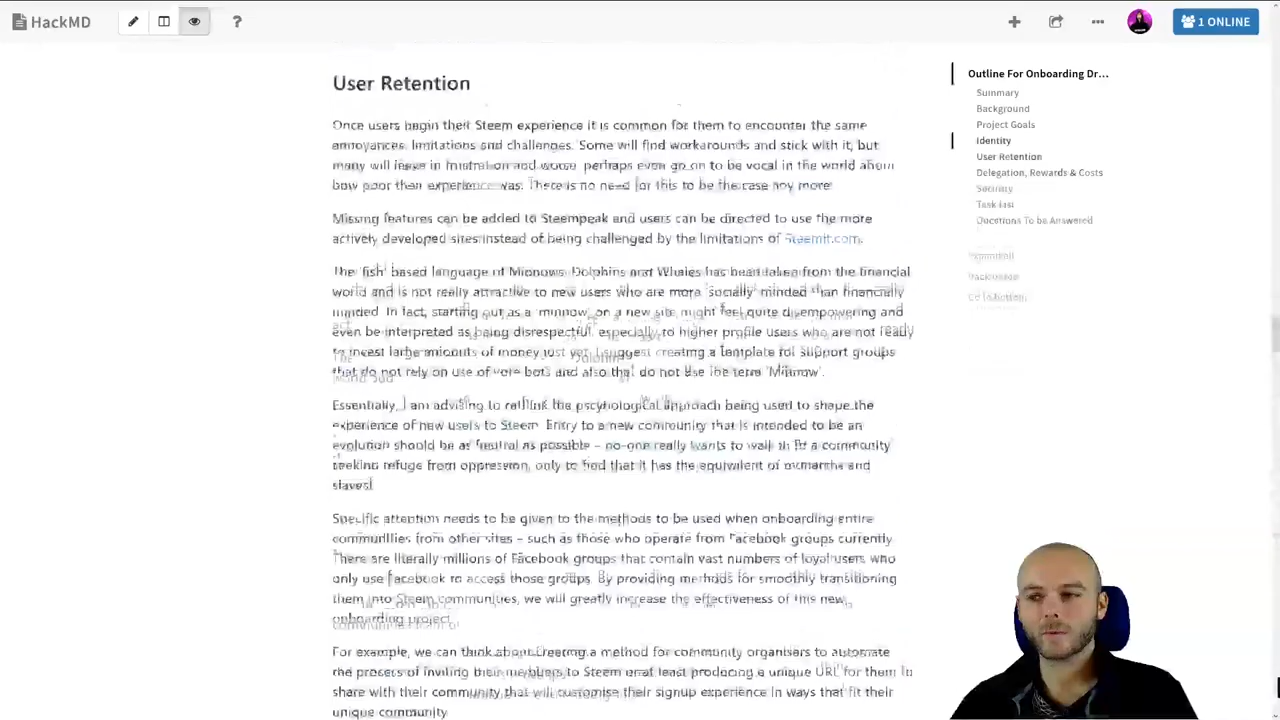 HackMD
1 ONLINE
User Retention
Once users begin their Steem experience it is common for them to encounter the same
annoyances, limitations and challenges. Some will find workarounds and stick with it, but
many will leave in frustration and worse perhaps even go on to be vocal in the world about
how poor their experience was. There is no need for this to be the case any more
Missing features can be added to Steempeak and users can be directed to use the more
actively developed sites instead of being challenged by the limitations of Steemit.com.
The 'fish' based language of Minnows, Dolphins and Whales has been taken from the financial
world and is not really attractive to new users who are more 'socially' minded than financially
minded. In fact, starting out as a 'minnow' on a new site might feel quite disempowering and
even be interpreted as being disrespectful, especially to higher profile users who are not ready
to invest large amounts of money just yet. I suggest creating a template for support groups
that do not rely on use of vote bots and also that do not use the term 'Minnow'.
Essentially, I am advising to rethink the psychological approach being used to shape the
experience of new users to Steem. Entry to a new community that is intended to be an
evolution should be as neutral as possible - no-one really wants to walk in to a community
seeking refuge from oppression, only to find that it has the equivalent of and
slaves!
Specific attention needs to be given to the methods to be used when onboarding entire
communities from other sites - such as those who operate from Facebook groups currently
There are literally millions of Facebook groups that contain vast numbers of loyal users who
only use facebook to access those groups. By providing methods for smoothly transitioning
them into Steem communities, we will greatly increase the effectiveness of this new
onboarding project.
For example, we can think about creating a method for community organisers to automate
the process of inviting their members to Steem or at least producing a unique URL for them to
share with their community that will customise their signup experience in ways that fit their
unique community
Outline For Onboarding Dr...
Summary
Background
Project Goals
Identity
User Retention
Delegation, Rewards & Costs
Security
Task List
Questions To be Answered